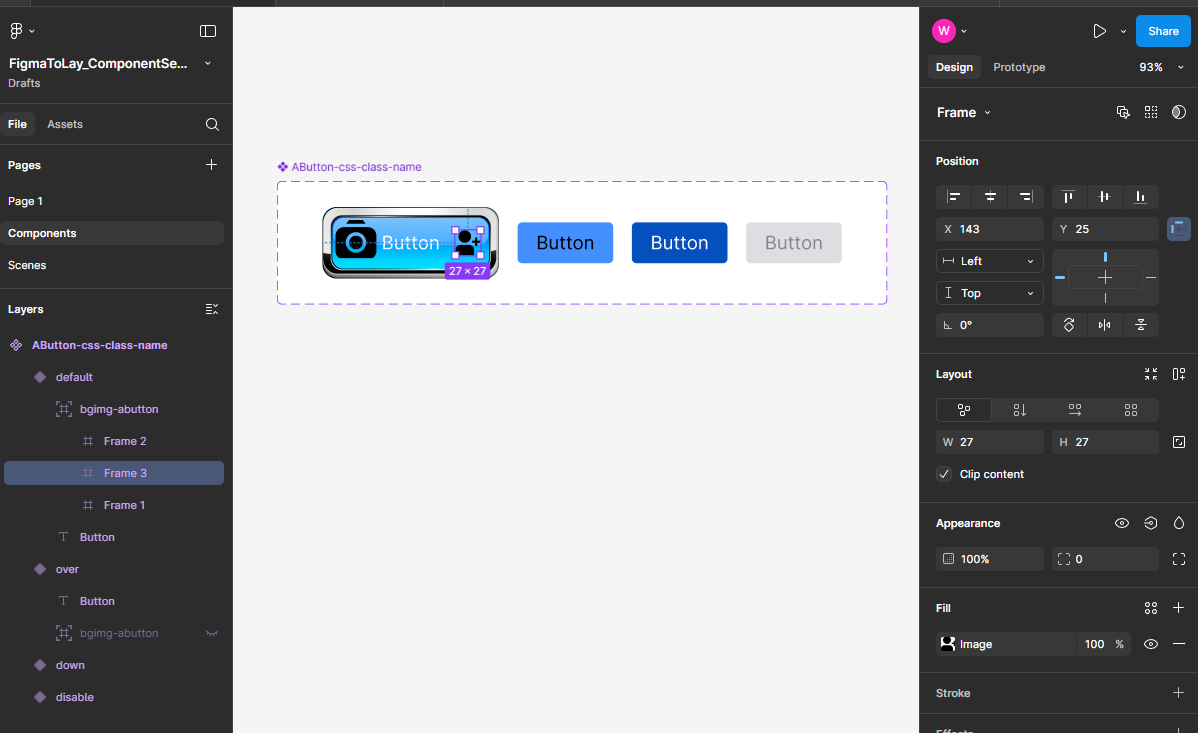 FigmaToLay_ComponentSe...
Drafts
File
Assets
Pages
Page 1
Components
Scenes
Layers
AButton-css-class-name
default
bgimg-abutton
Frame 2
Frame 3
Frame 1
Button
over
Button
bgimg-abutton
down
disable
AButton-css-class-name
Button
27 × 27
Button
Button
Button
W
Share
Design
Prototype
93%
Frame
Position
X 143
Y 25
Left
Top
0°
Layout
W 27
H 27
Clip content
Appearance
100%
0
Fill
Image
100 %
Stroke
Effects